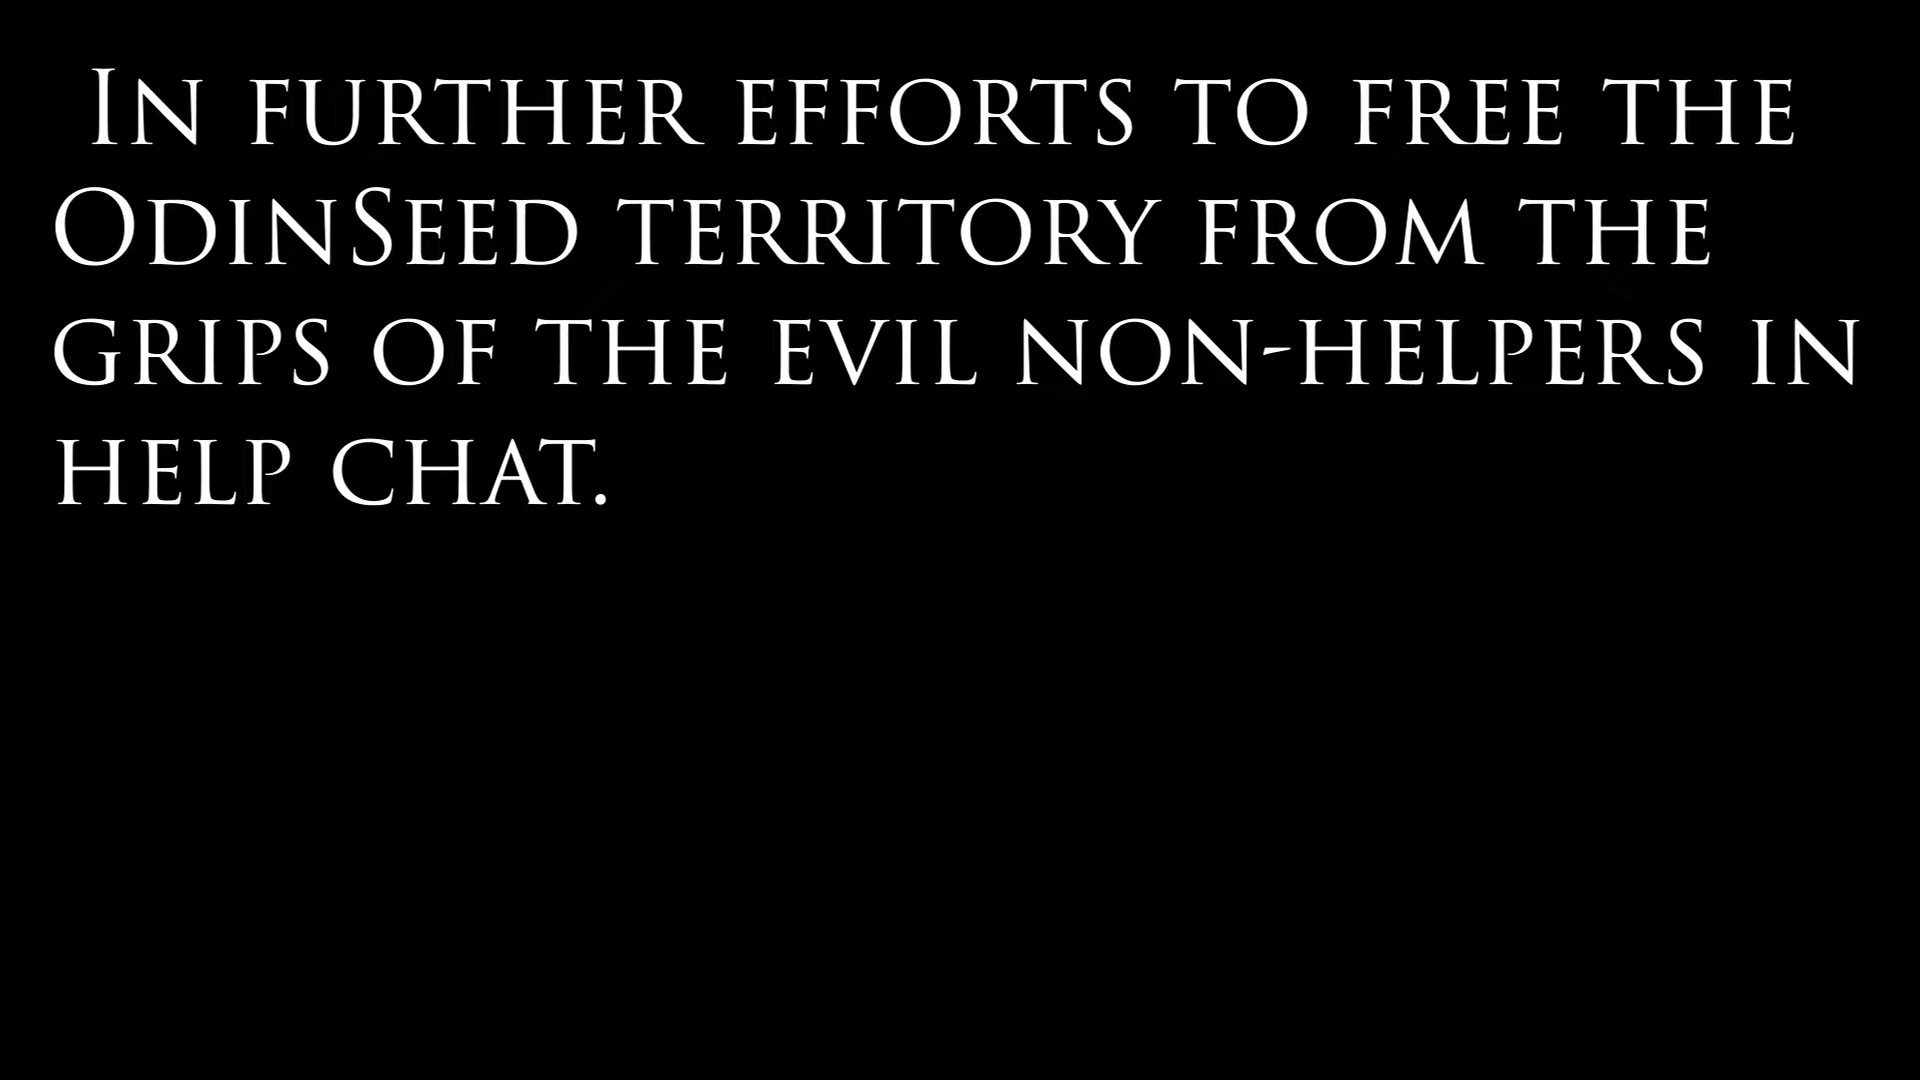 In further efforts to free the
OdinSeed territory from the
grips of the evil non-helpers in
help chat.